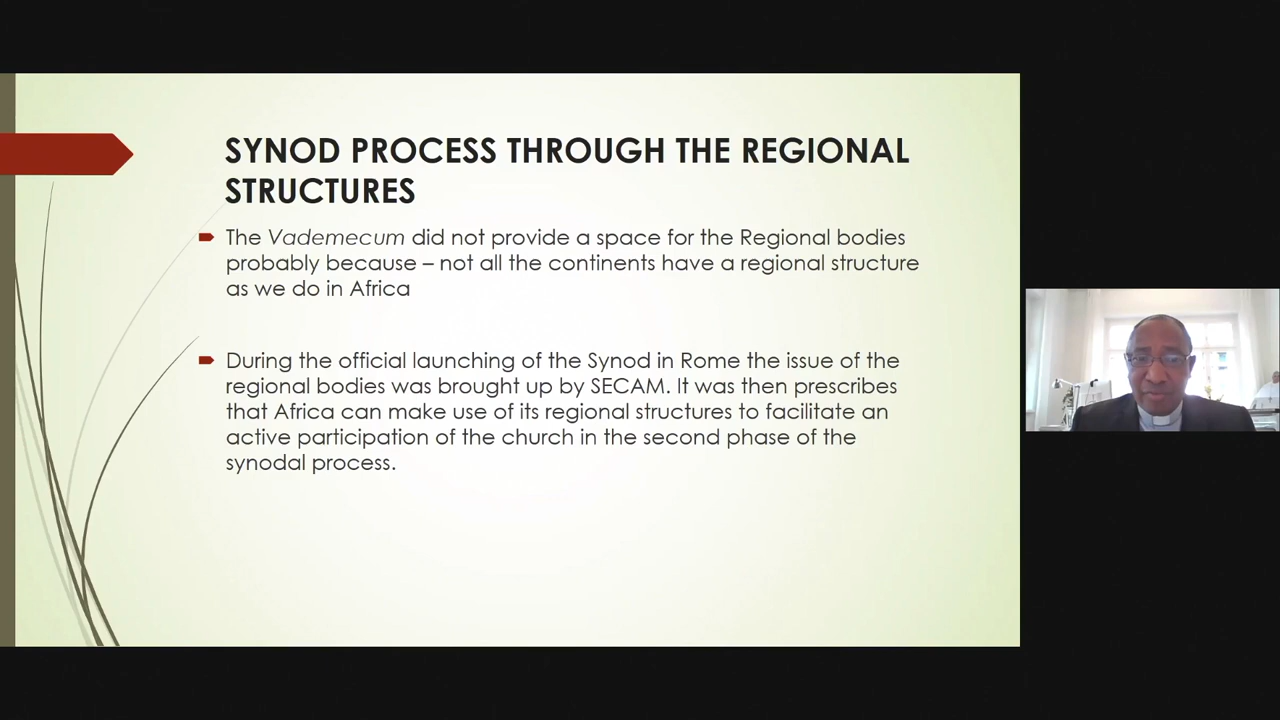 SYNOD PROCESS THROUGH THE REGIONAL
STRUCTURES
The Vademecum did not provide a space for the Regional bodies
probably because – not all the continents have a regional structure
as we do in Africa
During the official launching of the Synod in Rome the issue of the
regional bodies was brought up by SECAM. It was then prescribes
that Africa can make use of its regional structures to facilitate an
active participation of the church in the second phase of the
synodal process.